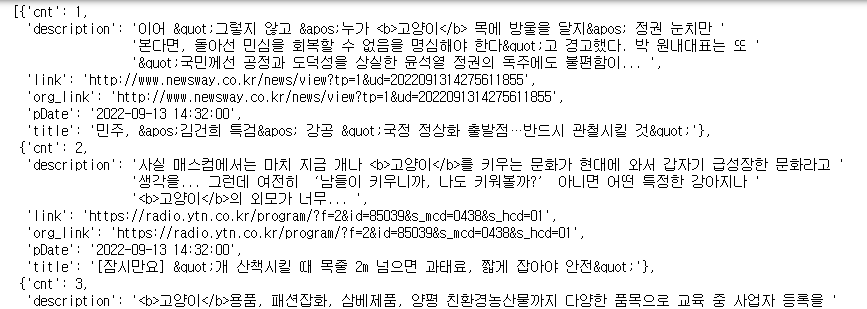 [{'cnt': 1,
'description': '이어 &quot;그렇지 않고 &apos;누가 <b>고양이</b> 목에 방울을 달지&apos; 정권 눈치만 '
'본다면, 돌아선 민심을 회복할 수 없음을 명심해야 한다&quot;고 경고했다. 박 원내대표는 또 '
'&quot;국민께선 공정과 도덕성을 상실한 윤석열 정권의 독주에도 불편함이... ',
'link': 'http://www.newsway.co.kr/news/view?tp=1&ud=2022091314275611855',
'org_link': 'http://www.newsway.co.kr/news/view?tp=1&ud=2022091314275611855',
'pDate': '2022-09-13 14:32:00',
'title': '민주, &apos;김건희 특검&apos; 강공 &quot;국정 정상화 출발점…반드시 관철시킬 것&quot;'},
{'cnt': 2,
'description': '사실 매스컴에서는 마치 지금 개나 <b>고양이</b>를 키우는 문화가 현대에 와서 갑자기 급성장한 문화라고 '
'생각을... 그런데 여전히 ‘남들이 키우니까, 나도 키워볼까?’ 아니면 어떤 특정한 강아지나 '
'<b>고양이</b>의 외모가 너무... ',
'link': 'https://radio.ytn.co.kr/program/?f=2&id=85039&s_mcd=0438&s_hcd=01',
'org_link': 'https://radio.ytn.co.kr/program/?f=2&id=85039&s_mcd=0438&s_hcd=01',
'pDate': '2022-09-13 14:32:00',
'title': '[잠시만요] &quot;개 산책시킬 때 목줄 2m 넘으면 과태료, 짧게 잡아야 안전&quot;'},
{'cnt': 3,
'description': '<b>고양이</b>용품, 패션잡화, 삼베제품, 양평 친환경농산물까지 다양한 품목으로 교육 중 사업자 등록을 '